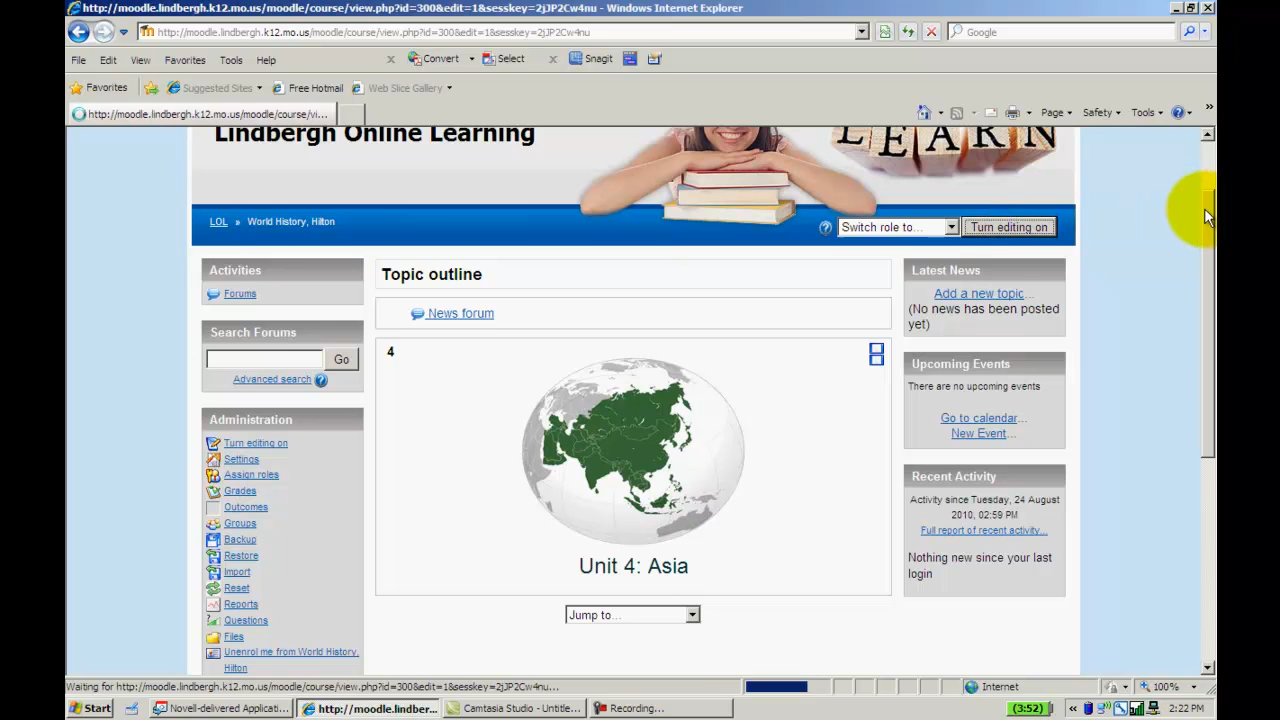 http://moodle.lindbergh.k12.mo.us/moodle/course/view.php?id=300&edit=1&sesskey=2jJP2Cw4nu - Windows Internet Explorer
http://moodle.lindbergh.k12.mo.us/moodle/course/view.php?id=300&edit=1&sesskey=2jJP2Cw4nu
Google
File Edit View Favorites Tools Help
x Convert Select x Snagit
Favorites Suggested Sites Free Hotmail Web Slice Gallery
http://moodle.lindbergh.k12.mo.us/moodle/course/vi...
Page Safety Tools
Lindbergh Online Learning
LEARN
LOL » World History, Hilton
Switch role to...
Turn editing on
Activities
Forums
Search Forums
Go
Advanced search
Administration
Turn editing on
Settings
Assign roles
Grades
Outcomes
Groups
Backup
Restore
Import
Reset
Reports
Questions
Files
Unenrol me from World History,
Hilton
Topic outline
News forum
4
Unit 4: Asia
Jump to...
Latest News
Add a new topic...
(No news has been posted
yet)
Upcoming Events
There are no upcoming events
Go to calendar...
New Event...
Recent Activity
Activity since Tuesday, 24 August
2010, 02:59 PM
Full report of recent activity...
Nothing new since your last
login
Waiting for http://moodle.lindbergh.k12.mo.us/moodle/course/view.php?id=300&edit=1&sesskey=2jJP2Cw4nu...
Internet
100%
Start
Novell-delivered Applicati...
http://moodle.lindber...
Camtasia Studio - Untitle...
Recording...
(3:52)
2:22 PM